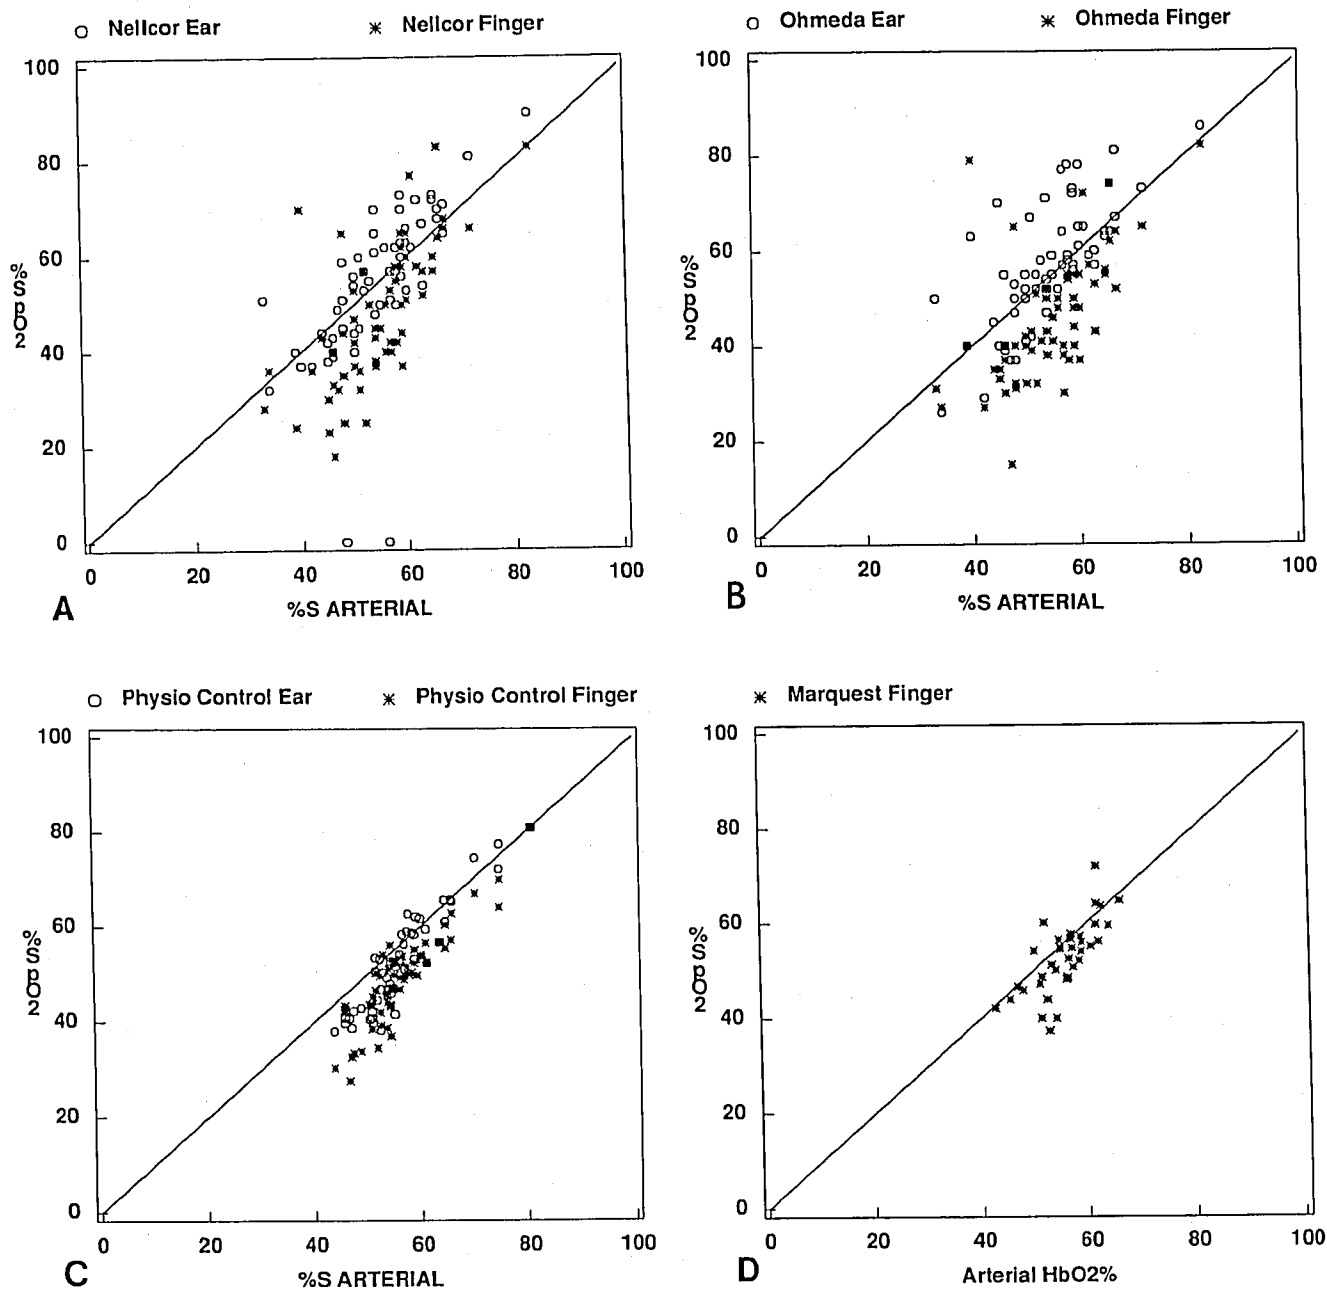 Nellcor Ear Nellcor Finger
100
80
60
40
20
0
%SpO2
0 20 40 60 80 100
%S ARTERIAL
A
Ohmeda Ear Ohmeda Finger
100
80
60
40
20
0
%SpO2
0 20 40 60 80 100
%S ARTERIAL
B
Physio Control Ear Physio Control Finger
100
80
60
40
20
0
%SpO2
0 20 40 60 80 100
%S ARTERIAL
C
Marquest Finger
100
80
60
40
20
0
%SpO2
0 20 40 60 80 100
Arterial HbO2%
D